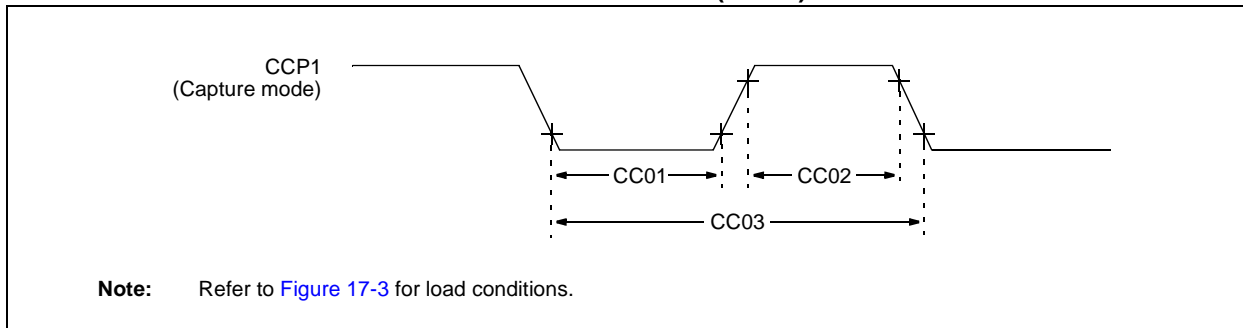 CCP1
(Capture mode)
CC01
CC02
CC03
Note: Refer to Figure 17-3 for load conditions.